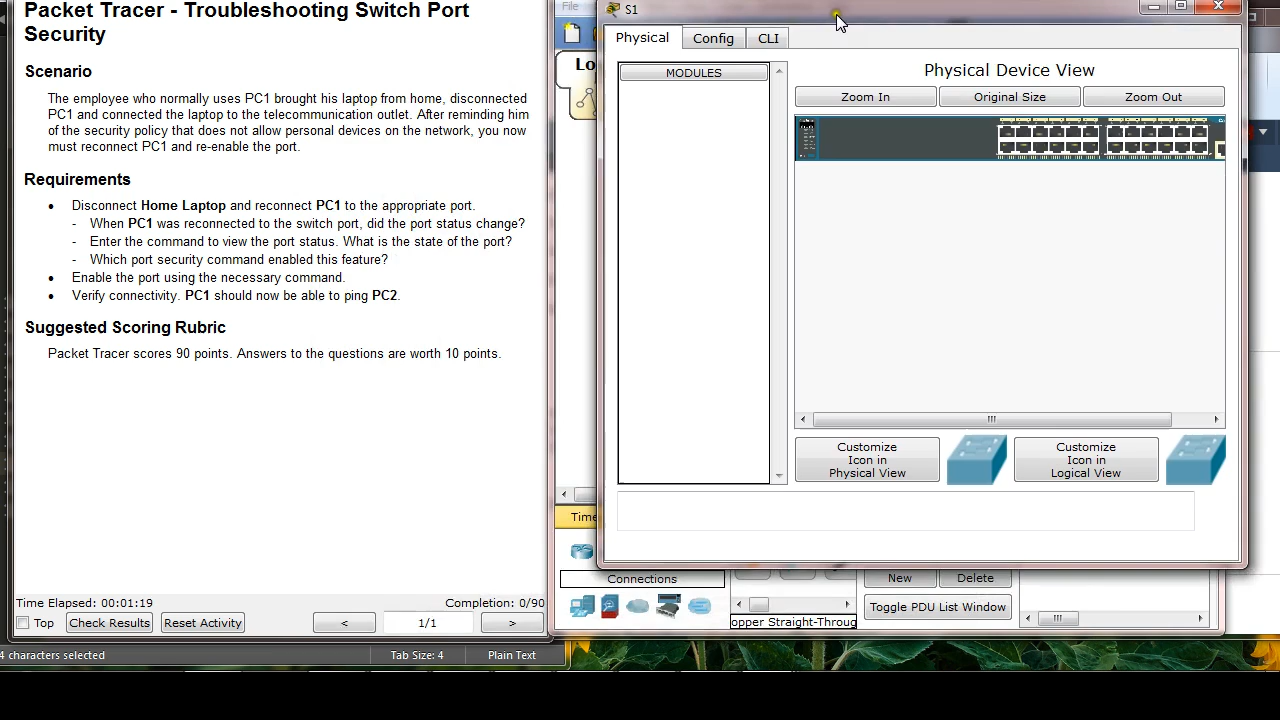 Packet Tracer - Troubleshooting Switch Port
Security
Scenario
The employee who normally uses PC1 brought his laptop from home, disconnected
PC1 and connected the laptop to the telecommunication outlet. After reminding him
of the security policy that does not allow personal devices on the network, you now
must reconnect PC1 and re-enable the port.
Requirements
• Disconnect Home Laptop and reconnect PC1 to the appropriate port.
- When PC1 was reconnected to the switch port, did the port status change?
- Enter the command to view the port status. What is the state of the port?
- Which port security command enabled this feature?
• Enable the port using the necessary command.
• Verify connectivity. PC1 should now be able to ping PC2.
Suggested Scoring Rubric
Packet Tracer scores 90 points. Answers to the questions are worth 10 points.
Time Elapsed: 00:01:19
Completion: 0/90
Top
Check Results
Reset Activity
<
1/1
>
4 characters selected
Tab Size: 4
Plain Text
File
Lo
S1
Physical
Config
CLI
MODULES
Physical Device View
Zoom In
Original Size
Zoom Out
Customize
Icon in
Physical View
Customize
Icon in
Logical View
Time
Connections
New
Delete
Toggle PDU List Window
opper Straight-Throug